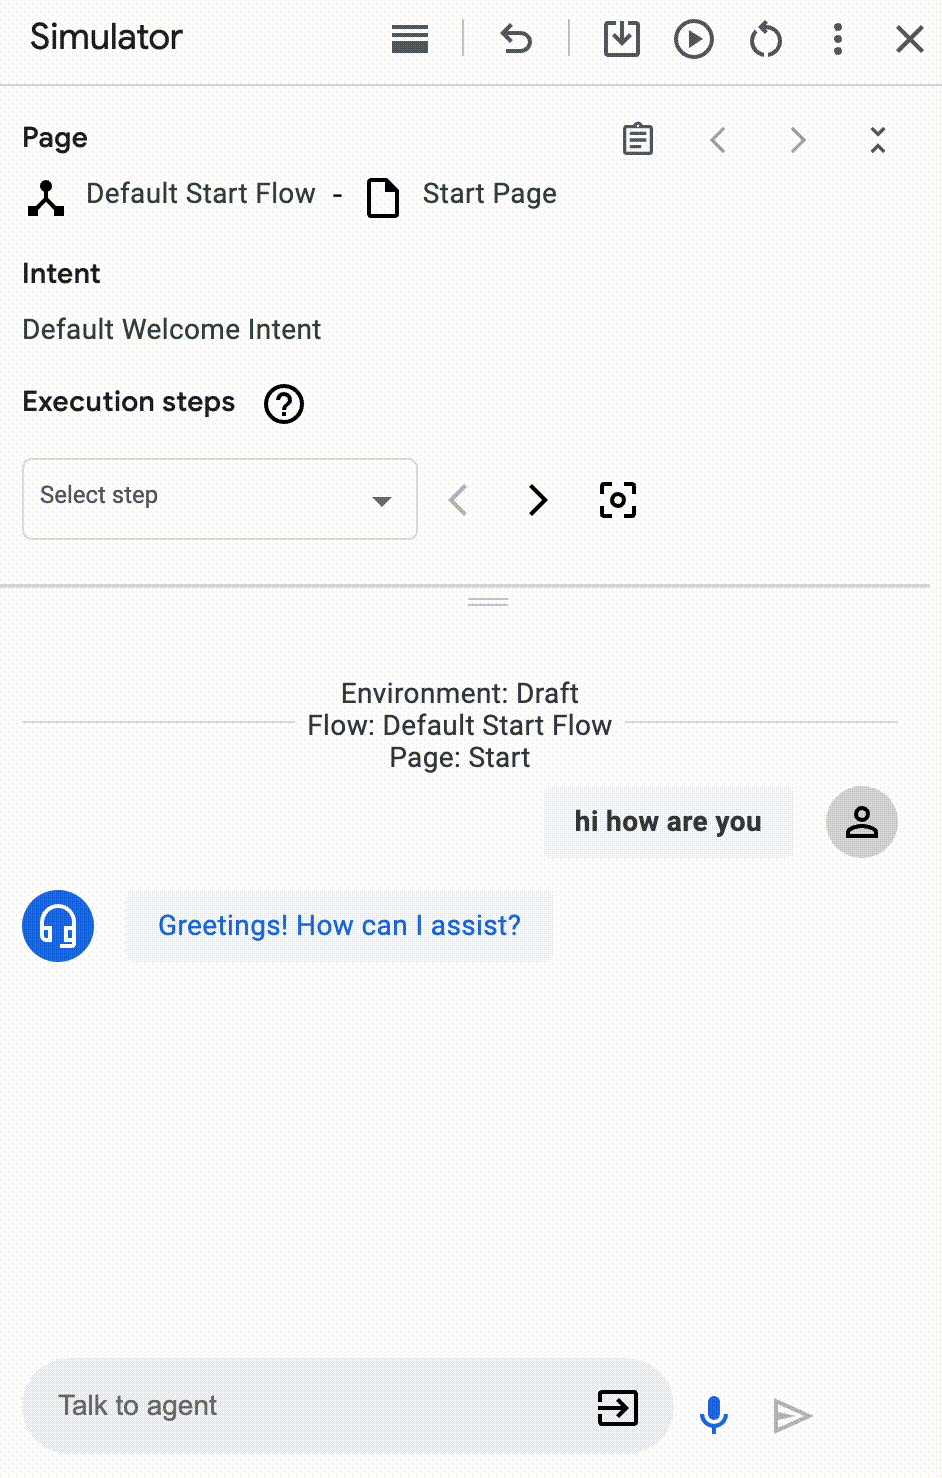 Simulator
Page
Default Start Flow - Start Page
Intent
Default Welcome Intent
Execution steps
Select step
Environment: Draft
Flow: Default Start Flow
Page: Start
hi how are you
Greetings! How can I assist?
Talk to agent